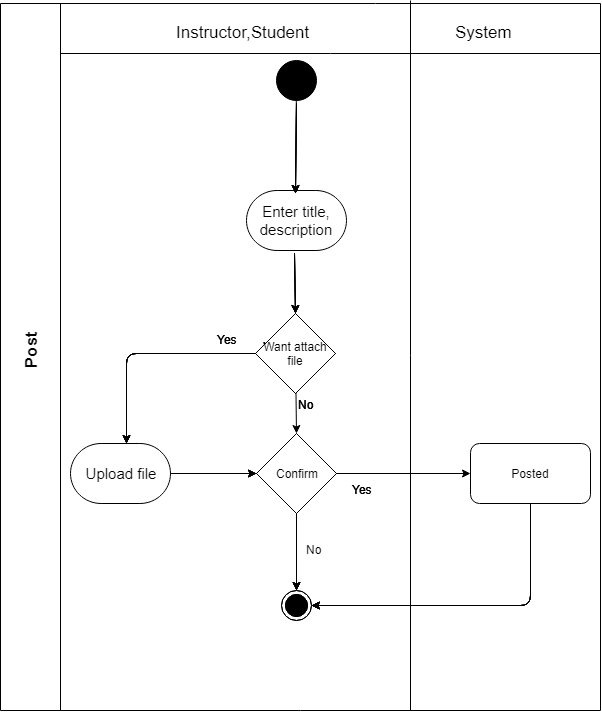 Instructor,Student
System
Post
Enter title,
description
Yes
Want attach
file
No
Upload file
Confirm
Yes
Posted
No